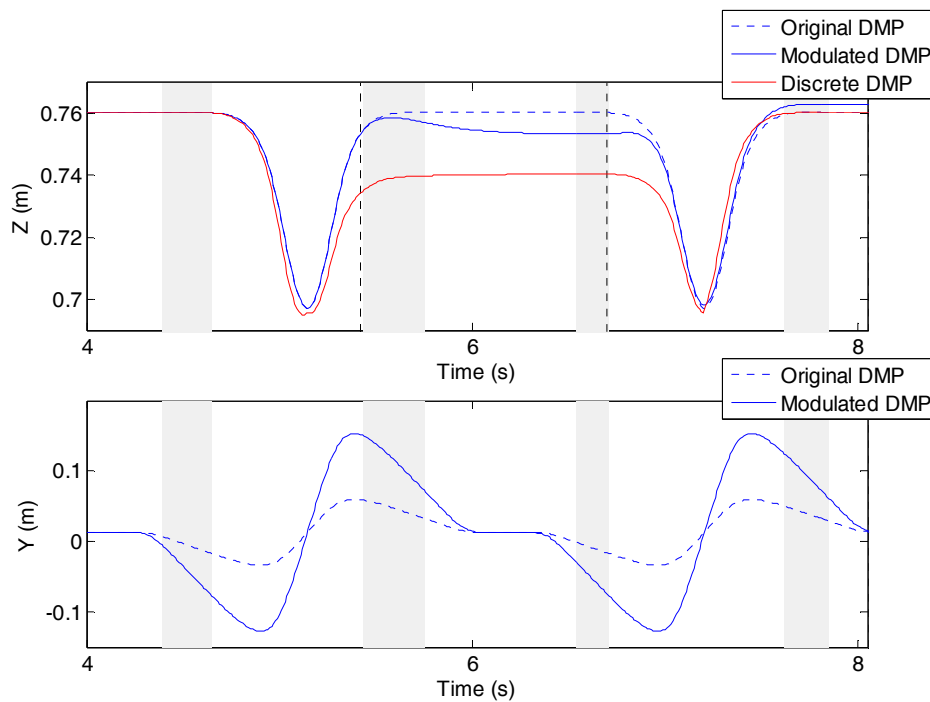 Original DMP
Modulated DMP
Discrete DMP
0.76
0.74
0.72
0.7
Z (m)
4
6
8
Time (s)
Original DMP
Modulated DMP
0.1
0
-0.1
Y (m)
4
6
8
Time (s)